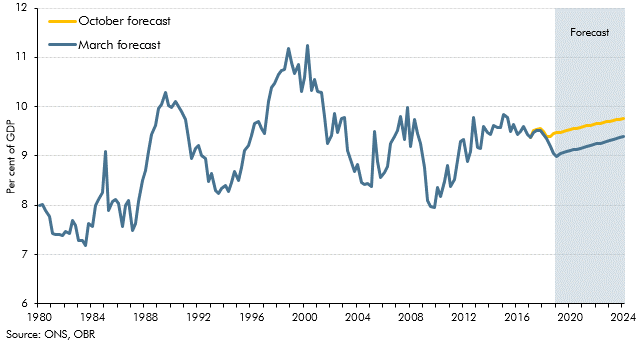 12
11
10
9
8
7
6
Per cent of GDP
October forecast
March forecast
Forecast
1980 1984 1988 1992 1996 2000 2004 2008 2012 2016 2020 2024
Source: ONS, OBR